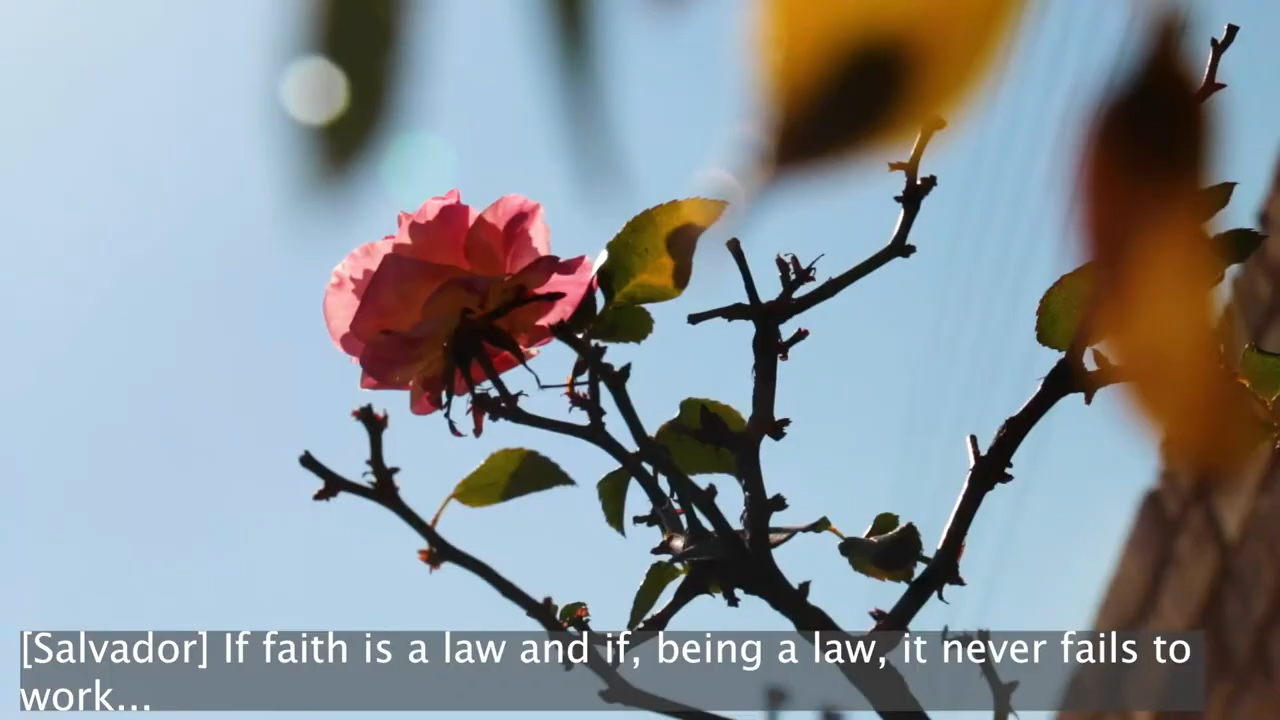 [Salvador] If faith is a law and if, being a law, it never fails to
work...